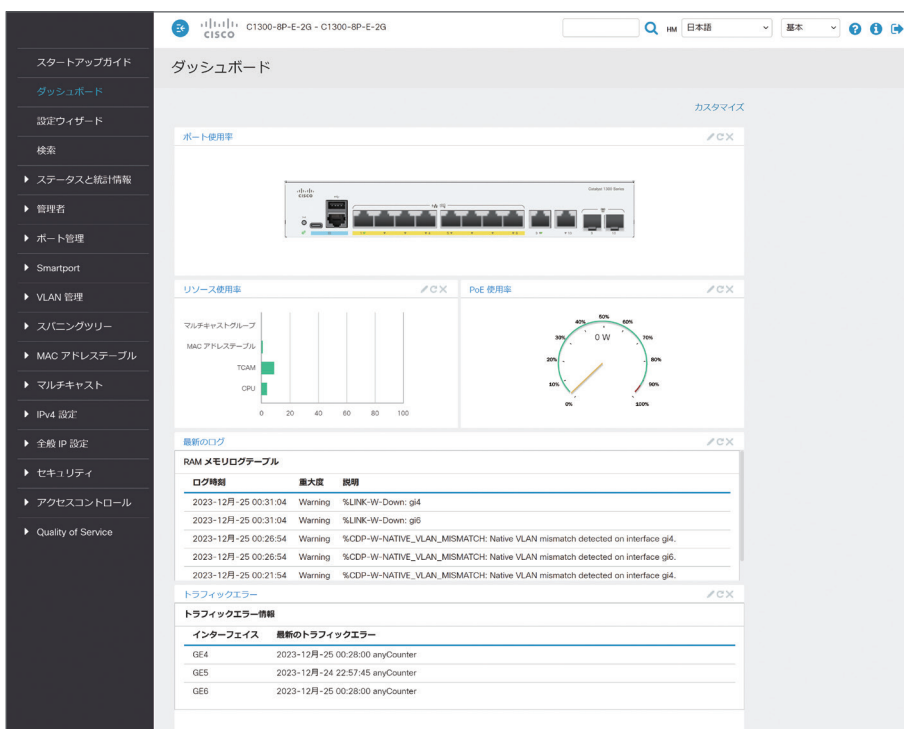 CISCO
C1300-8P-E-2G - C1300-8P-E-2G
HM
日本語
基本
スタートアップガイド
ダッシュボード
設定ウィザード
検索
ステータスと統計情報
管理者
ポート管理
Smartport
VLAN 管理
スパニングツリー
MAC アドレステーブル
マルチキャスト
IPv4 設定
全般 IP 設定
セキュリティ
アクセスコントロール
Quality of Service
ダッシュボード
カスタマイズ
ポート使用率
CISCO
リソース使用率
マルチキャストグループ
MAC アドレステーブル
TCAM
CPU
0 20 40 60 80 100
PoE 使用率
0 W
0% 10% 20% 30% 40% 50% 60% 70% 80% 90% 100%
最新のログ
RAM メモリログテーブル
ログ時刻 重大度 説明
2023-12月-25 00:31:04 Warning %LINK-W-Down: gi4
2023-12月-25 00:31:04 Warning %LINK-W-Down: gi6
2023-12月-25 00:26:54 Warning %CDP-W-NATIVE_VLAN_MISMATCH: Native VLAN mismatch detected on interface gi4.
2023-12月-25 00:26:54 Warning %CDP-W-NATIVE_VLAN_MISMATCH: Native VLAN mismatch detected on interface gi6.
2023-12月-25 00:21:54 Warning %CDP-W-NATIVE_VLAN_MISMATCH: Native VLAN mismatch detected on interface gi4.
トラフィックエラー
トラフィックエラー情報
インターフェイス 最新のトラフィックエラー
GE4 2023-12月-25 00:28:00 anyCounter
GE5 2023-12月-24 22:57:45 anyCounter
GE6 2023-12月-25 00:28:00 anyCounter